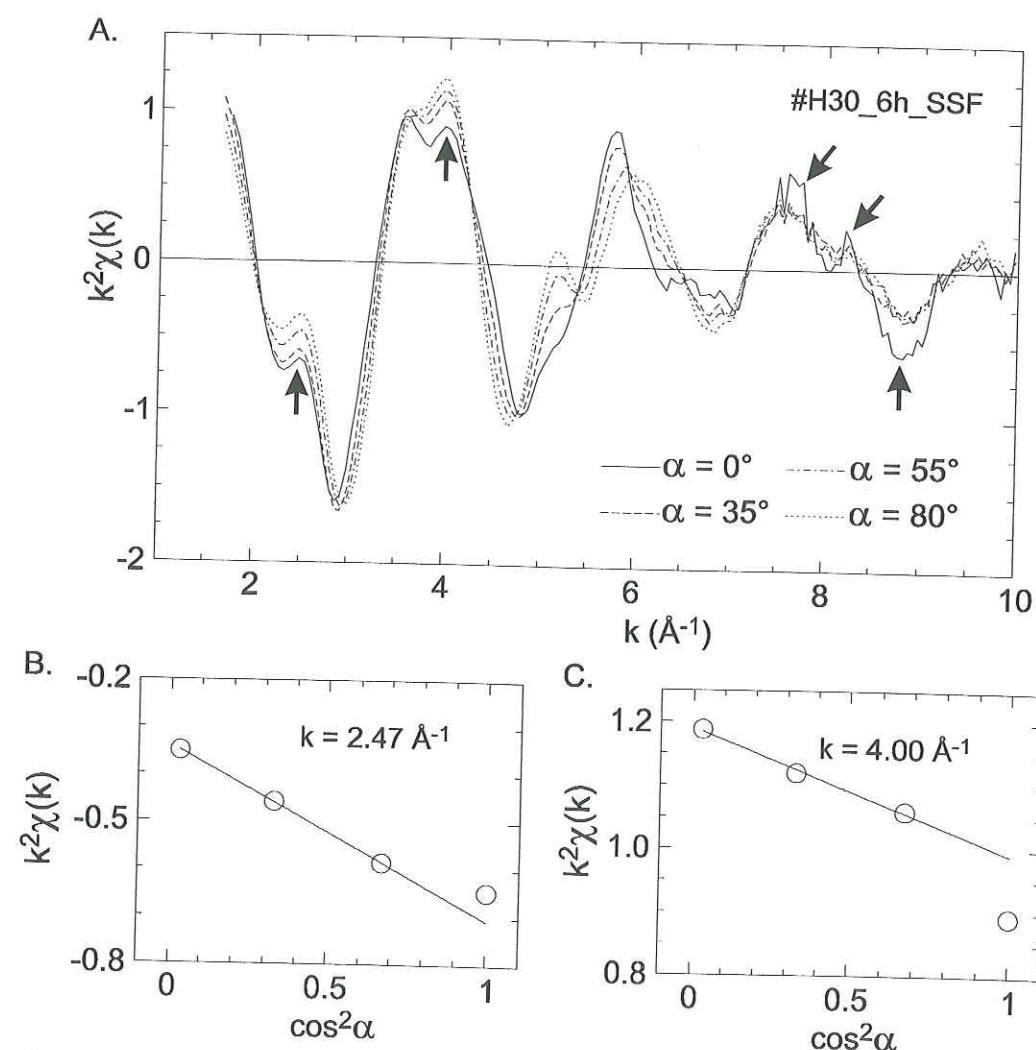 A.
#H30_6h_SSF
k²χ(k)
1
0
-1
-2
α = 0°
α = 55°
α = 35°
α = 80°
2
4
6
8
10
k (Å⁻¹)
B.
-0.2
-0.5
-0.8
k = 2.47 Å⁻¹
k²χ(k)
0
0.5
1
cos²α
C.
1.2
1.0
0.8
k = 4.00 Å⁻¹
k²χ(k)
0
0.5
1
cos²α